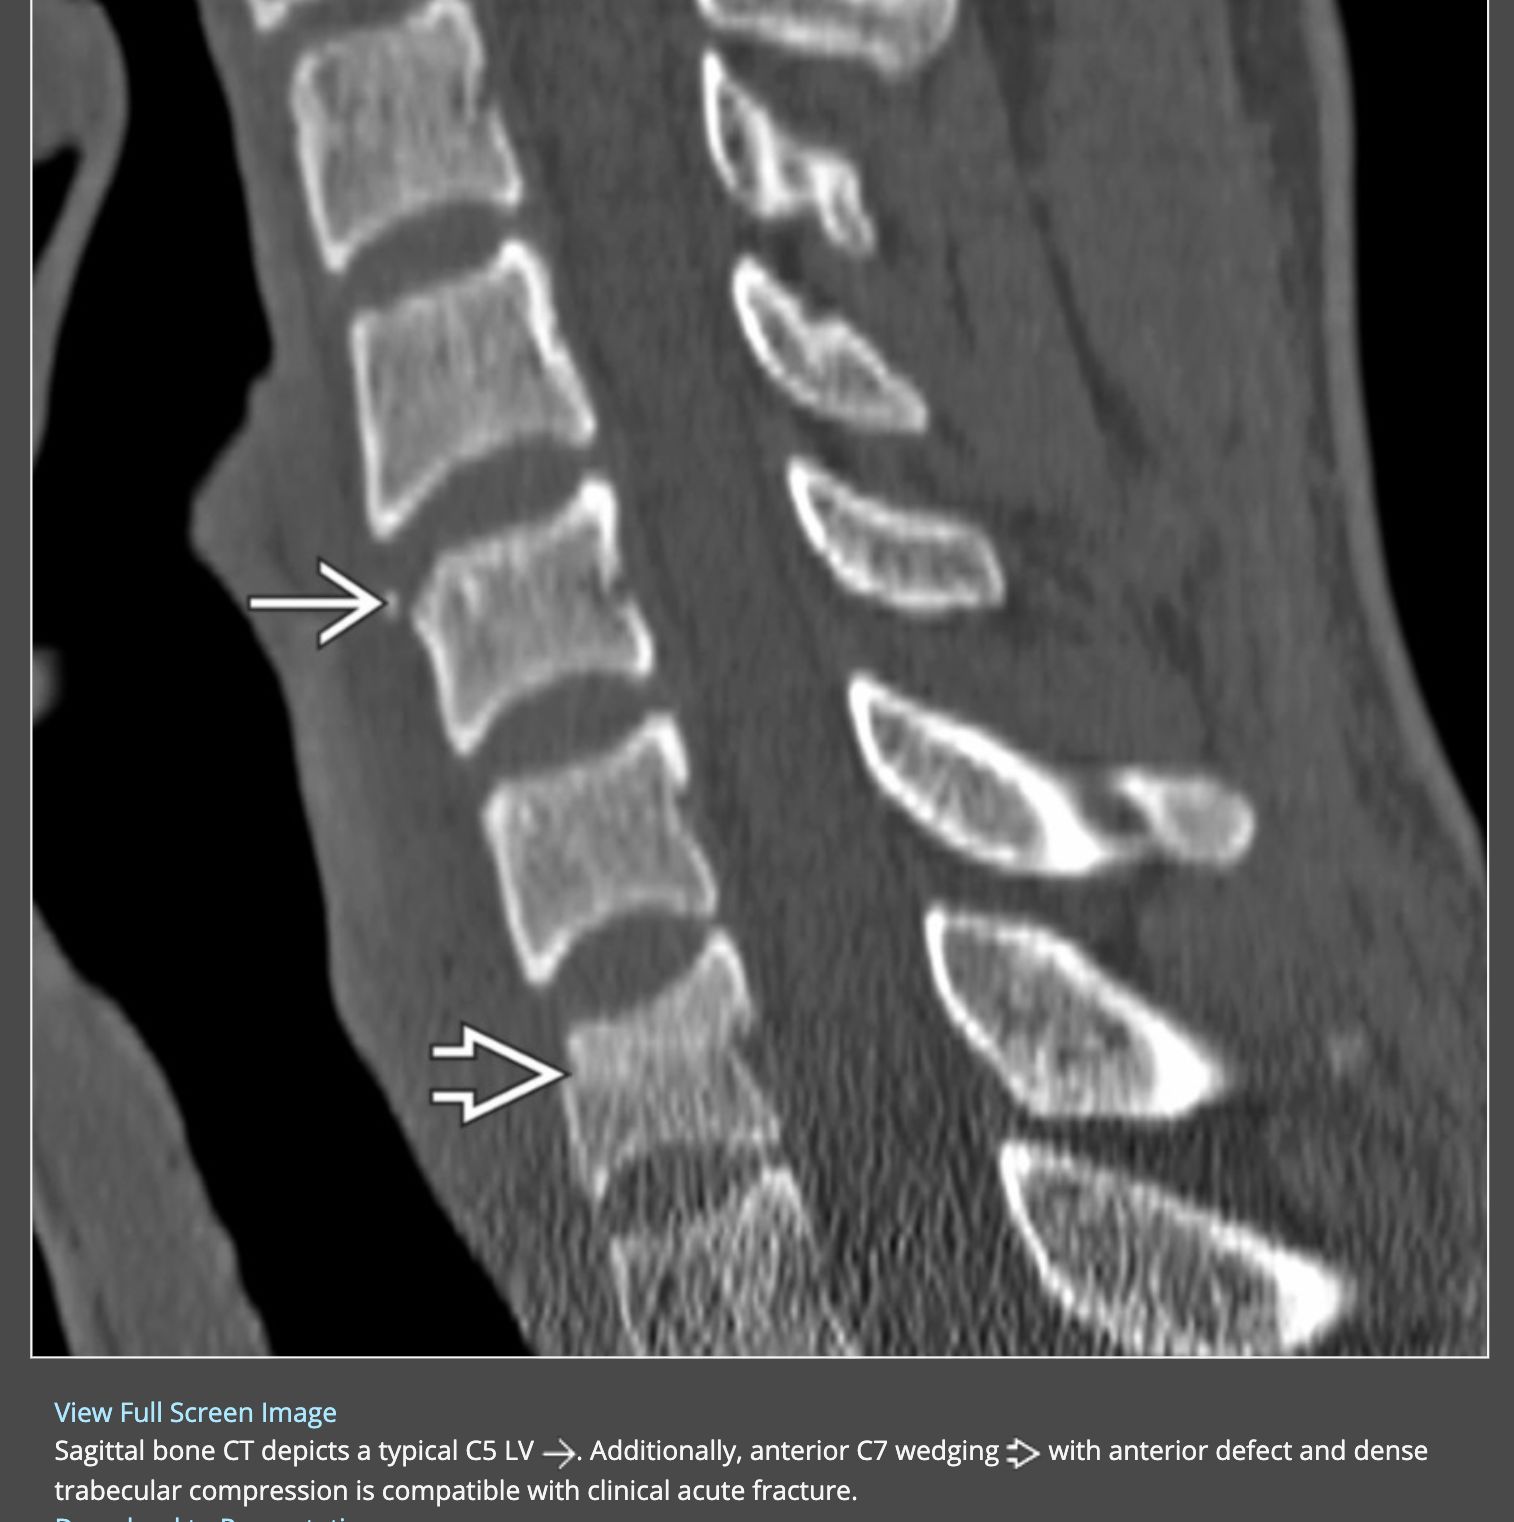 View Full Screen Image
Sagittal bone CT depicts a typical C5 LV →. Additionally, anterior C7 wedging ⇨ with anterior defect and dense
trabecular compression is compatible with clinical acute fracture.